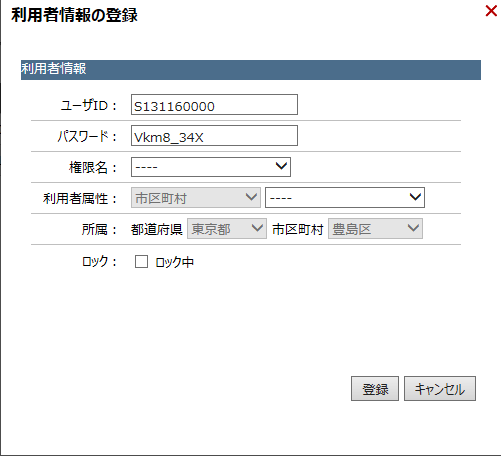 利用者情報の登録
利用者情報
ユーザID： S131160000
パスワード： Vkm8_34X
権限名： ----
利用者属性： 市区町村 ----
所属： 都道府県 東京都 市区町村 豊島区
ロック： ロック中
登録 キャンセル